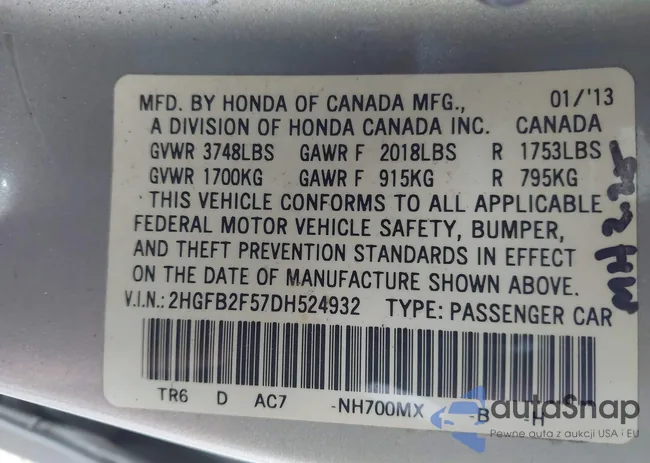 MFD. BY HONDA OF CANADA MFG., 01/'13
A DIVISION OF HONDA CANADA INC. CANADA
GVWR 3748LBS GAWR F 2018LBS R 1753LBS
GVWR 1700KG GAWR F 915KG R 795KG
THIS VEHICLE CONFORMS TO ALL APPLICABLE
FEDERAL MOTOR VEHICLE SAFETY, BUMPER,
AND THEFT PREVENTION STANDARDS IN EFFECT
ON THE DATE OF MANUFACTURE SHOWN ABOVE.
V.I.N.: 2HGFB2F57DH524932 TYPE: PASSENGER CAR
TR6 D AC7 -NH700MX -B -H
autoSnap
Pewne auta z aukcji USA i EU